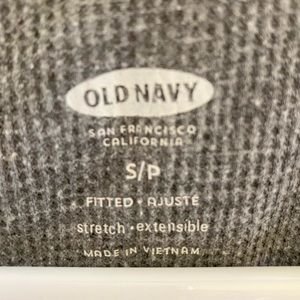 OLD NAVY
SAN FRANCISCO
CALIFORNIA
S/P
FITTED • AJUSTÉ
stretch • extensible
MADE IN VIETNAM